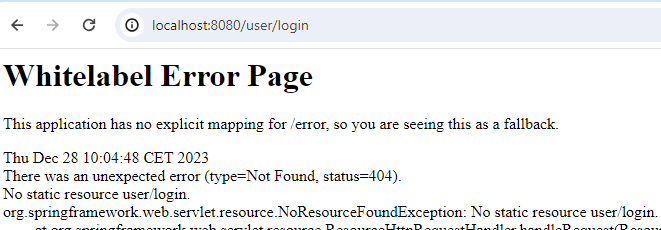 localhost:8080/user/login
Whitelabel Error Page
This application has no explicit mapping for /error, so you are seeing this as a fallback.
Thu Dec 28 10:04:48 CET 2023
There was an unexpected error (type=Not Found, status=404).
No static resource user/login.
org.springframework.web.servlet.resource.NoResourceFoundException: No static resource user/login.
at org.springframework.web.servlet.resource.ResourceHttpRequestHandler.handleRequest(Resou